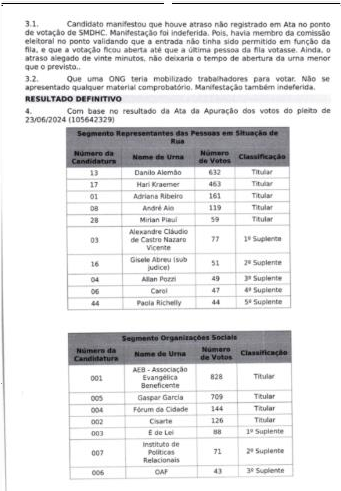 3.1. Candidato manifestou que houve atraso não registrado em Ata no ponto
de votação de SMDHC. Manifestação foi indeferida. Pois, havia membro da comissão
eleitoral no ponto validando que a entrada não tinha sido permitido em função da
fila, e que a votação ficou aberta até que a última pessoa da fila votasse. Ainda, o
atraso alegado de vinte minutos, não deixaria o tempo de abertura da urna menor
que o previsto..
3.2. Que uma ONG teria mobilizado trabalhadores para votar. Não se
apresentado qualquer material comprobatório. Manifestação também indeferida.
RESULTADO DEFINITIVO
4. Com base no resultado da Ata da Apuração dos votos do pleito de
23/06/2024 (105642329)
Segmento Representantes das Pessoas em Situação de
Rua
Número da Candidatura Nome de Urna Número de Votos Classificação
13 Danilo Alemão 632 Titular
17 Hari Kraemer 463 Titular
01 Adriana Ribeiro 161 Titular
08 André Ain 119 Titular
28 Mirian Piauí 59 Titular
03 Alexandre Cláudio de Castro Nazaro Vicente 77 1º Suplente
16 Gisele Abreu (sub judice) 51 2º Suplente
04 Allan Pozzi 49 3º Suplente
06 Carol 47 4º Suplente
44 Paola Richelly 44 5º Suplente
Segmento Organizações Sociais
Número da Candidatura Nome de Urna Número de Votos Classificação
001 AEB - Associação Evangélica Beneficente 828 Titular
005 Gaspar Garcia 709 Titular
004 Fórum da Cidade 144 Titular
002 Cisarte 126 Titular
003 É de Lei 88 1º Suplente
007 Instituto de Políticas Relacionais 71 2º Suplente
006 OAF 43 3º Suplente